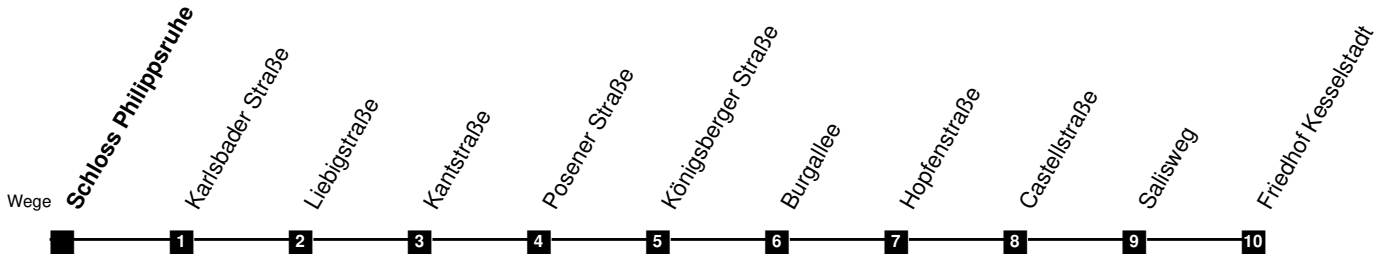 Wege
Schloss Philippsruhe
Karlsbader Straße
Liebigstraße
Kantstraße
Posener Straße
Königsberger Straße
Burgallee
Hopfenstraße
Castellstraße
Salisweg
Friedhof Kesselstadt
1 2 3 4 5 6 7 8 9 10